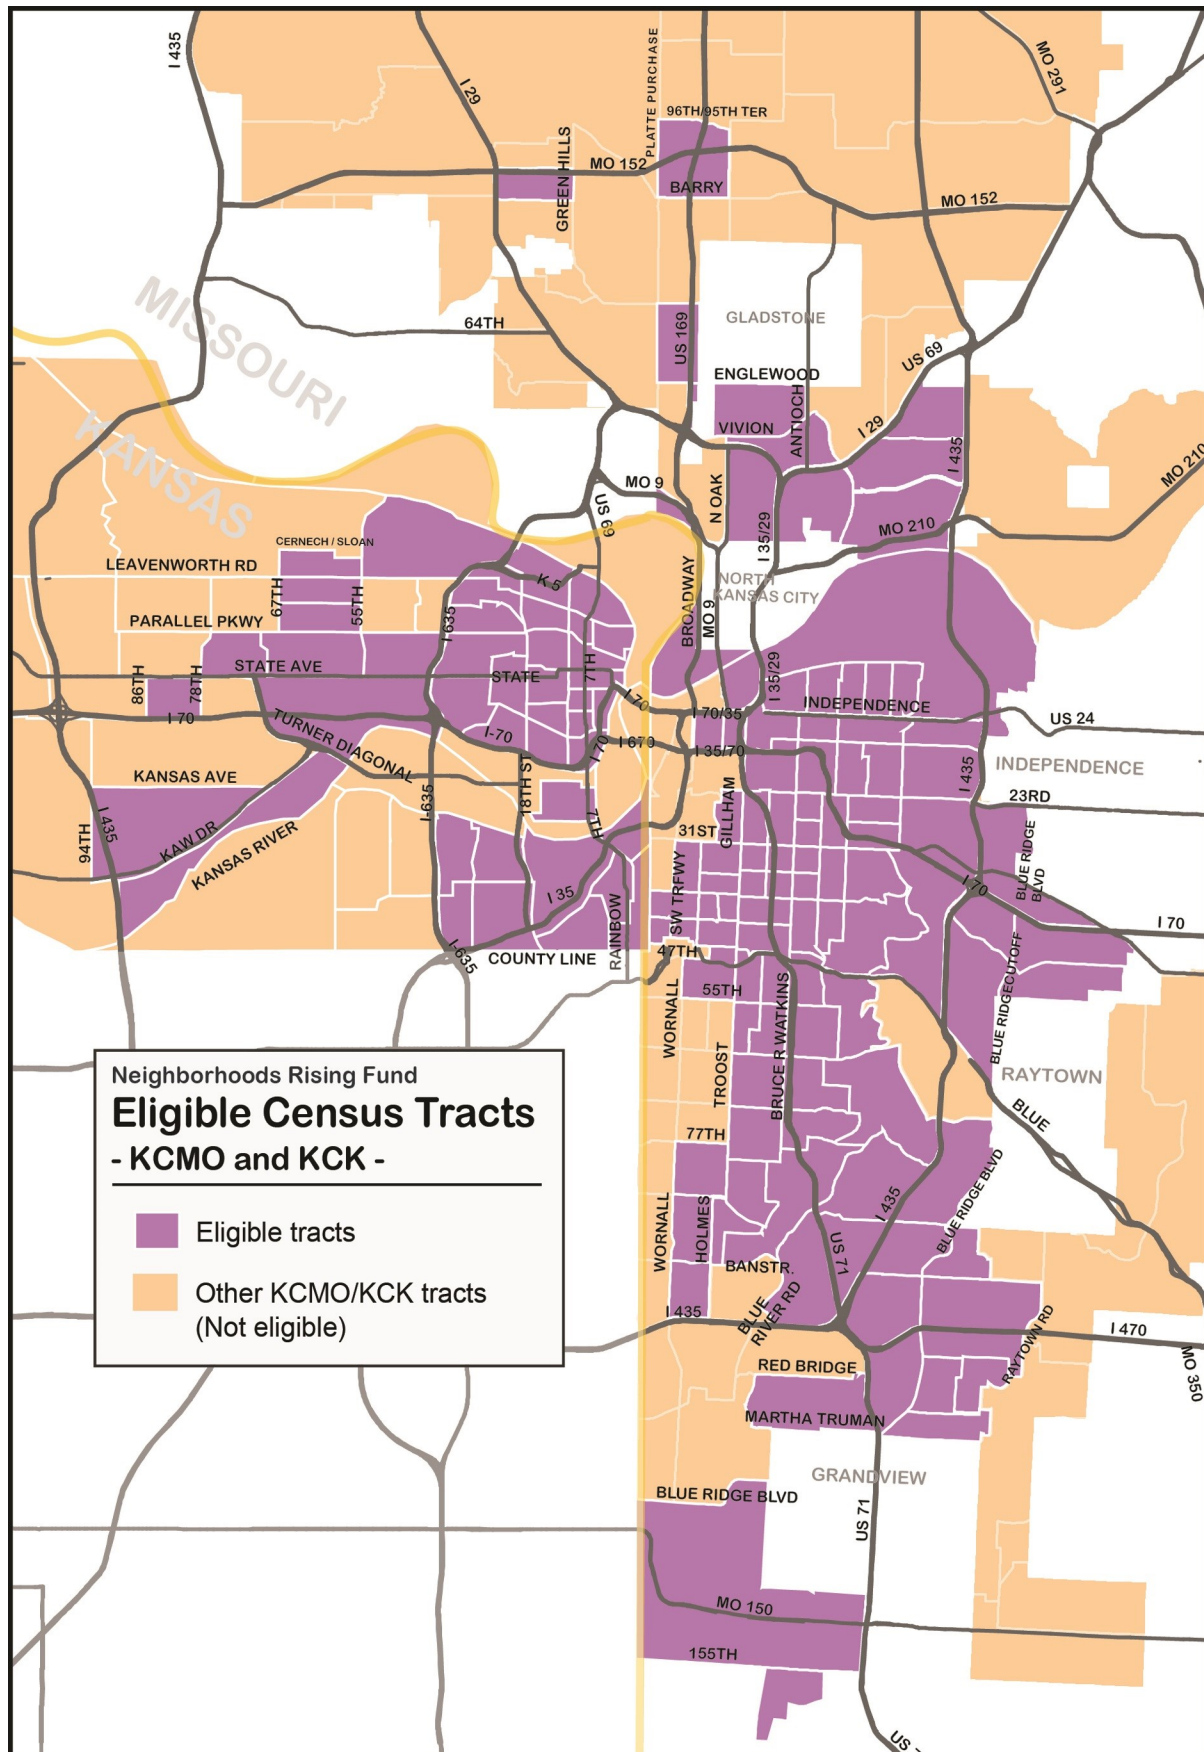 I 435
I 29
PLATTE PURCHASE
MO 291
96TH/95TH TER
GREEN HILLS
MO 152
BARRY
MO 152
MISSOURI
64TH
US 169
GLADSTONE
US 69
ENGLEWOOD
KANSAS
VIVION
ANTIOCH
I 29
I 435
MO 210
MO 9
US 69
N OAK
I 35/29
MO 210
CERNECH / SLOAN
LEAVENWORTH RD
K 5
67TH
55TH
I-635
BROADWAY
MO 9
NORTH
KANSAS CITY
PARALLEL PKWY
STATE AVE
86TH
78TH
STATE
7TH
I 35/29
I 70
I 70
I 70/35
INDEPENDENCE
US 24
TURNER DIAGONAL
I-70
I 70
I 670
I 35/70
INDEPENDENCE
KANSAS AVE
I-635
18TH ST
7TH
GILLHAM
I 435
23RD
94TH
I 435
KAW DR
KANSAS RIVER
31ST
I 35
RAINBOW
SW TRFWY
I 70
BLUE RIDGE
BLVD
I 70
I-635
COUNTY LINE
47TH
WORNALL
55TH
BRUCE R WATKINS
BLUE RIDGECUTOFF
RAYTOWN
TROOST
BLUE
77TH
Neighborhoods Rising Fund
Eligible Census Tracts
- KCMO and KCK -
Eligible tracts
Other KCMO/KCK tracts
(Not eligible)
WORNALL
HOLMES
I 435
BLUE RIDGE BLVD
US 71
BANSTR.
I 435
BLUE
RIVER RD
I 470
RAYTOWN RD
MO 350
RED BRIDGE
MARTHA TRUMAN
GRANDVIEW
BLUE RIDGE BLVD
US 71
MO 150
155TH